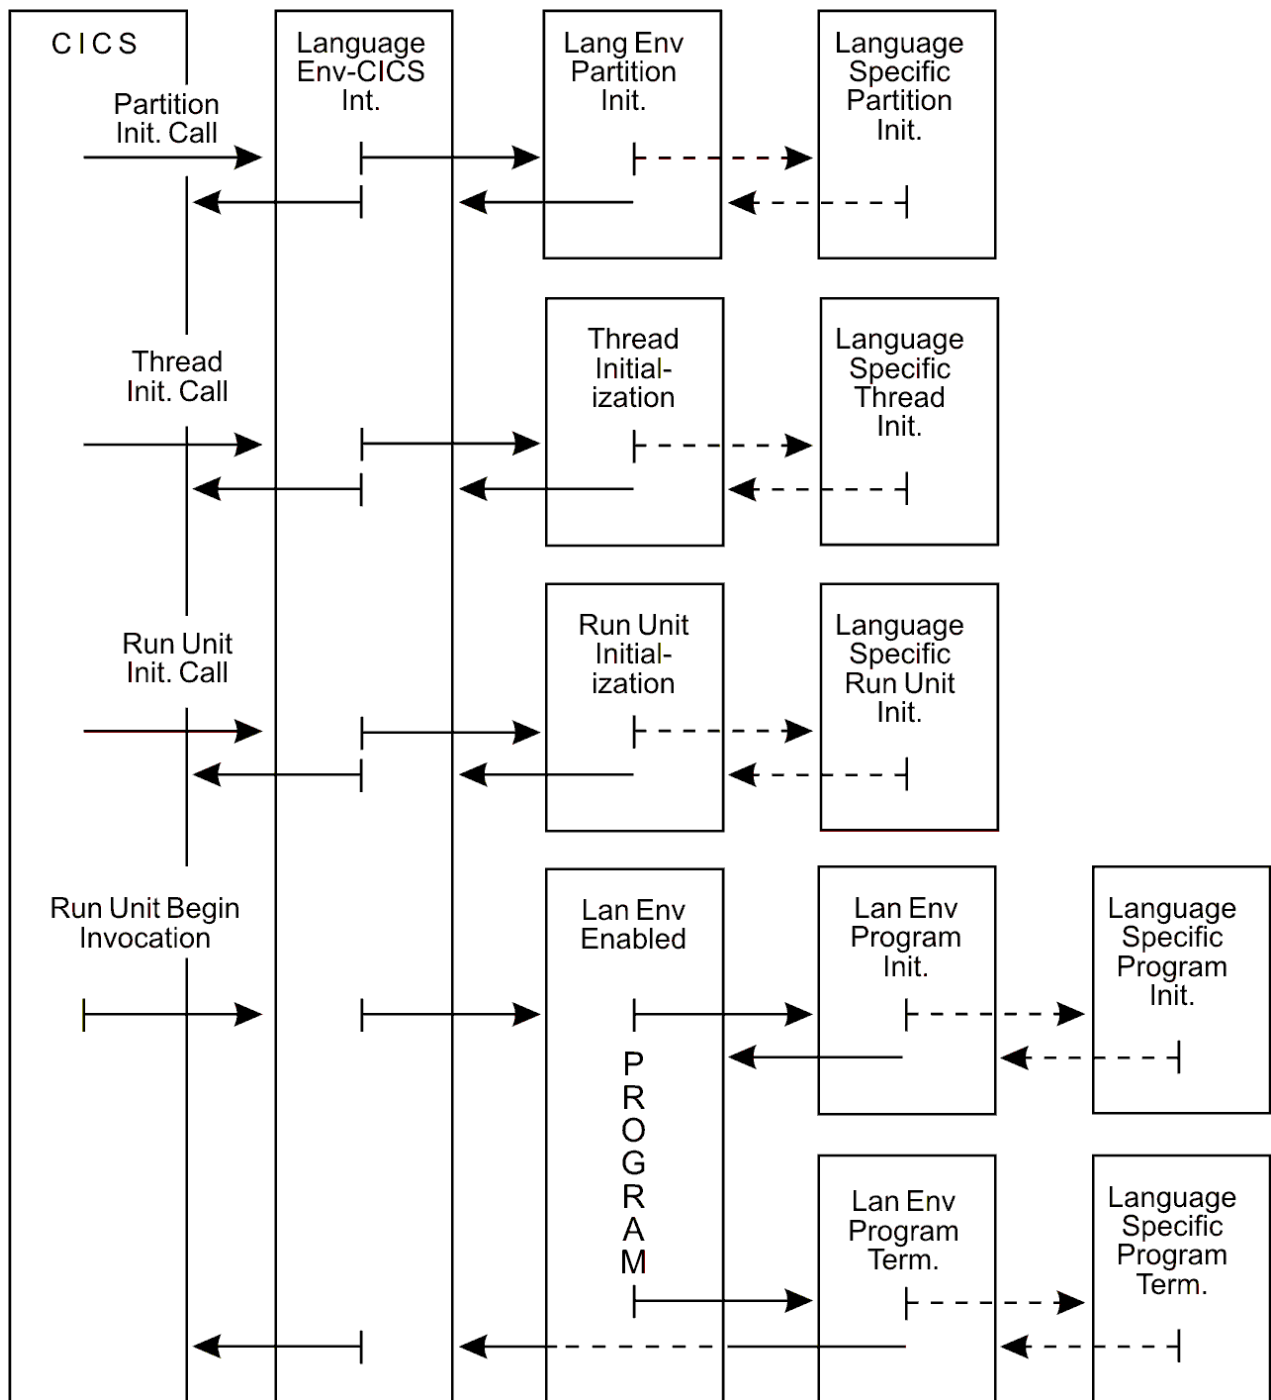 C I C S
Language
Env-CICS
Int.
Lang Env
Partition
Init.
Language
Specific
Partition
Init.
Partition
Init. Call
Thread
Init. Call
Thread
Initial-
ization
Language
Specific
Thread
Init.
Run Unit
Init. Call
Run Unit
Initial-
ization
Language
Specific
Run Unit
Init.
Run Unit Begin
Invocation
Lan Env
Enabled
Lan Env
Program
Init.
Language
Specific
Program
Init.
P
R
O
G
R
A
M
Lan Env
Program
Term.
Language
Specific
Program
Term.